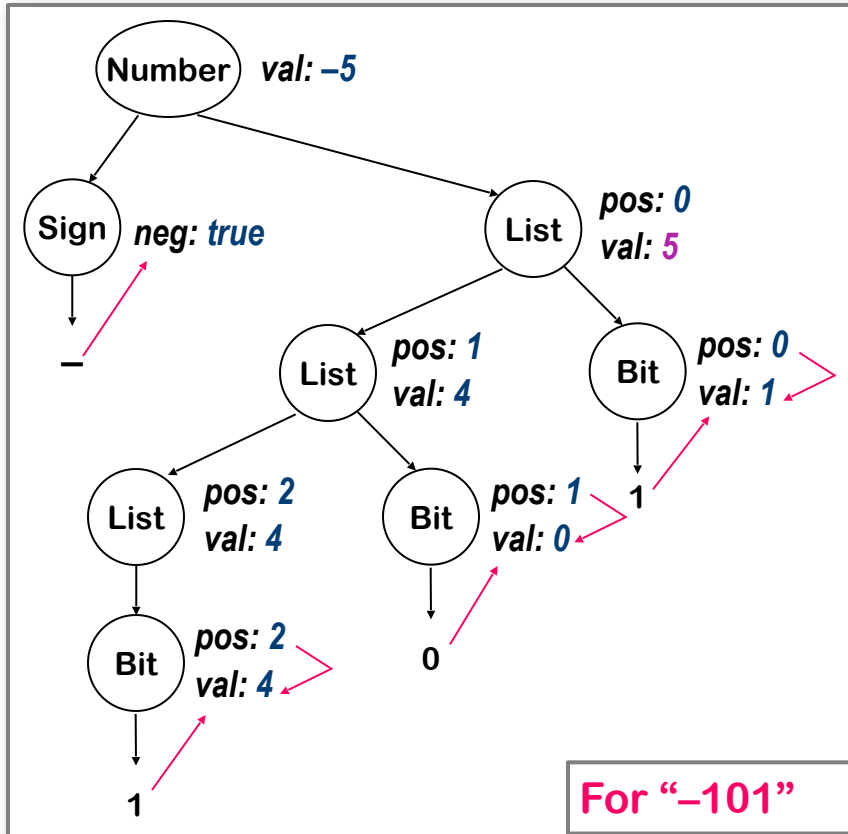 Number val: –5
Sign neg: true
List pos: 0
val: 5
–
List pos: 1
val: 4
Bit pos: 0
val: 1
List pos: 2
val: 4
Bit pos: 1
val: 0
1
Bit pos: 2
val: 4
0
1
For “–101”